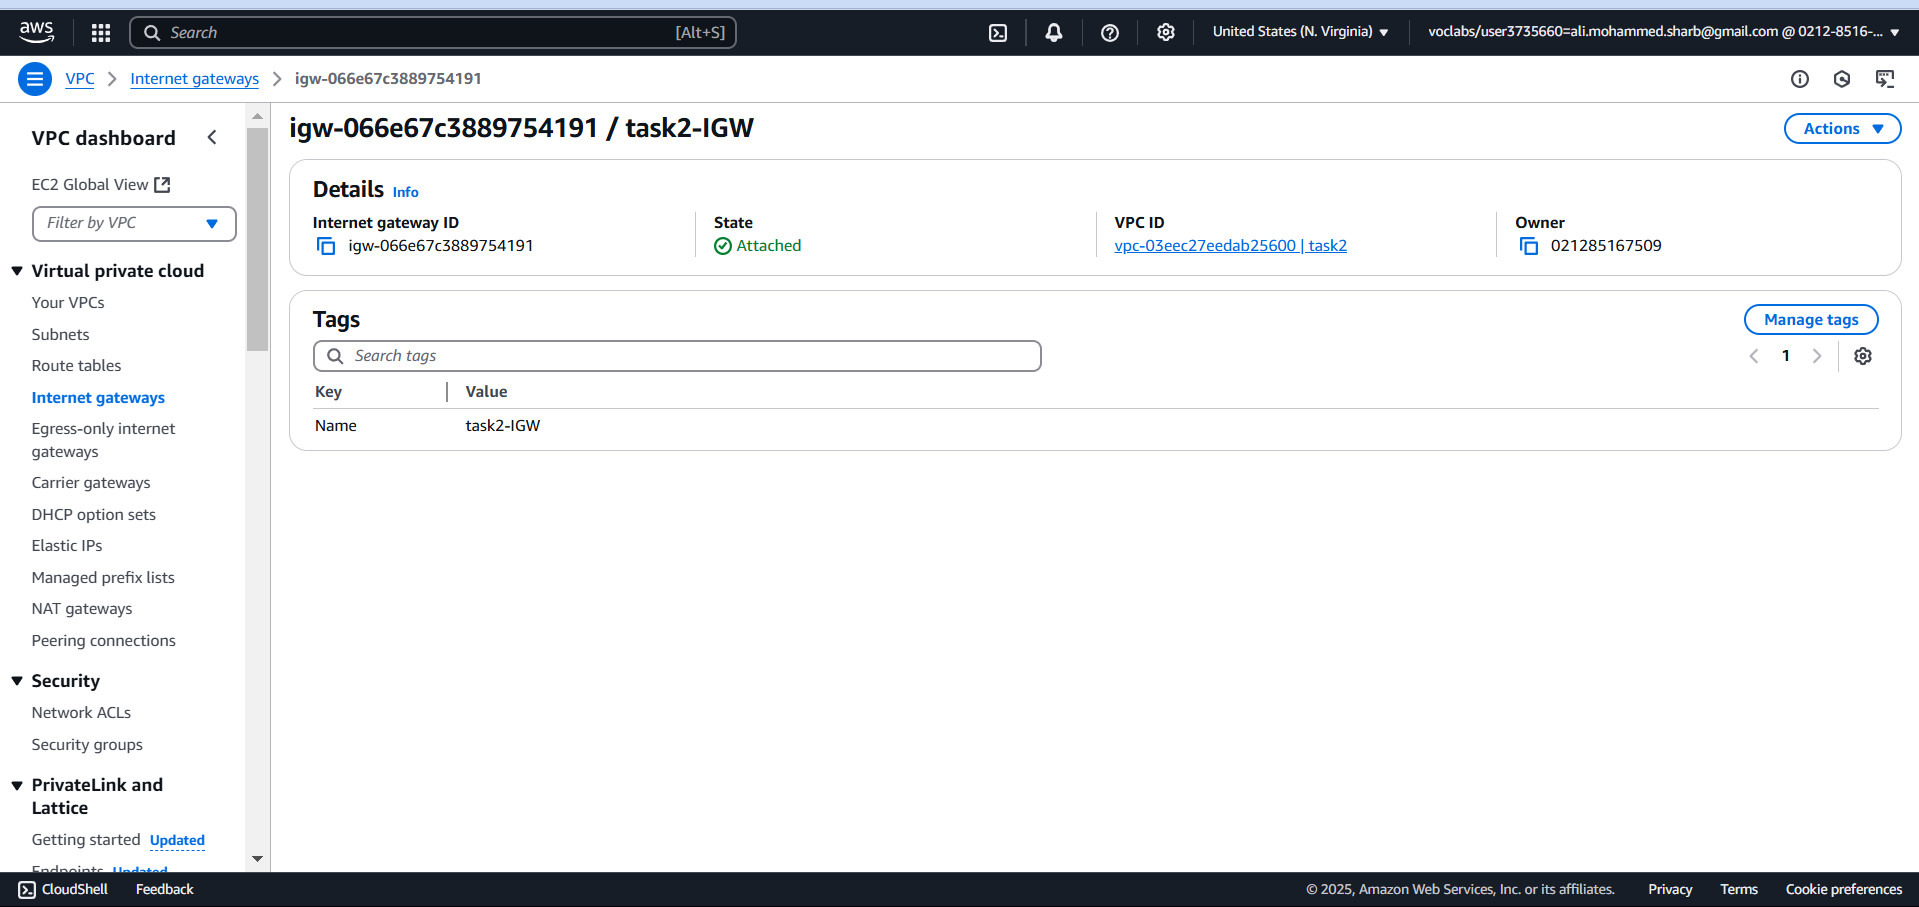 aws
Search [Alt+S]
United States (N. Virginia)
voclabs/user3735660=ali.mohammed.sharb@gmail.com @ 0212-8516-...
VPC
Internet gateways
igw-066e67c3889754191
VPC dashboard
EC2 Global View
Filter by VPC
Virtual private cloud
Your VPCs
Subnets
Route tables
Internet gateways
Egress-only internet
gateways
Carrier gateways
DHCP option sets
Elastic IPs
Managed prefix lists
NAT gateways
Peering connections
Security
Network ACLs
Security groups
PrivateLink and
Lattice
Getting started Updated
Endpoints Updated
igw-066e67c3889754191 / task2-IGW
Actions
Details Info
Internet gateway ID
igw-066e67c3889754191
State
Attached
VPC ID
vpc-03eec27eedab25600 | task2
Owner
021285167509
Tags
Manage tags
Search tags
1
Key Value
Name task2-IGW
CloudShell
Feedback
© 2025, Amazon Web Services, Inc. or its affiliates.
Privacy
Terms
Cookie preferences